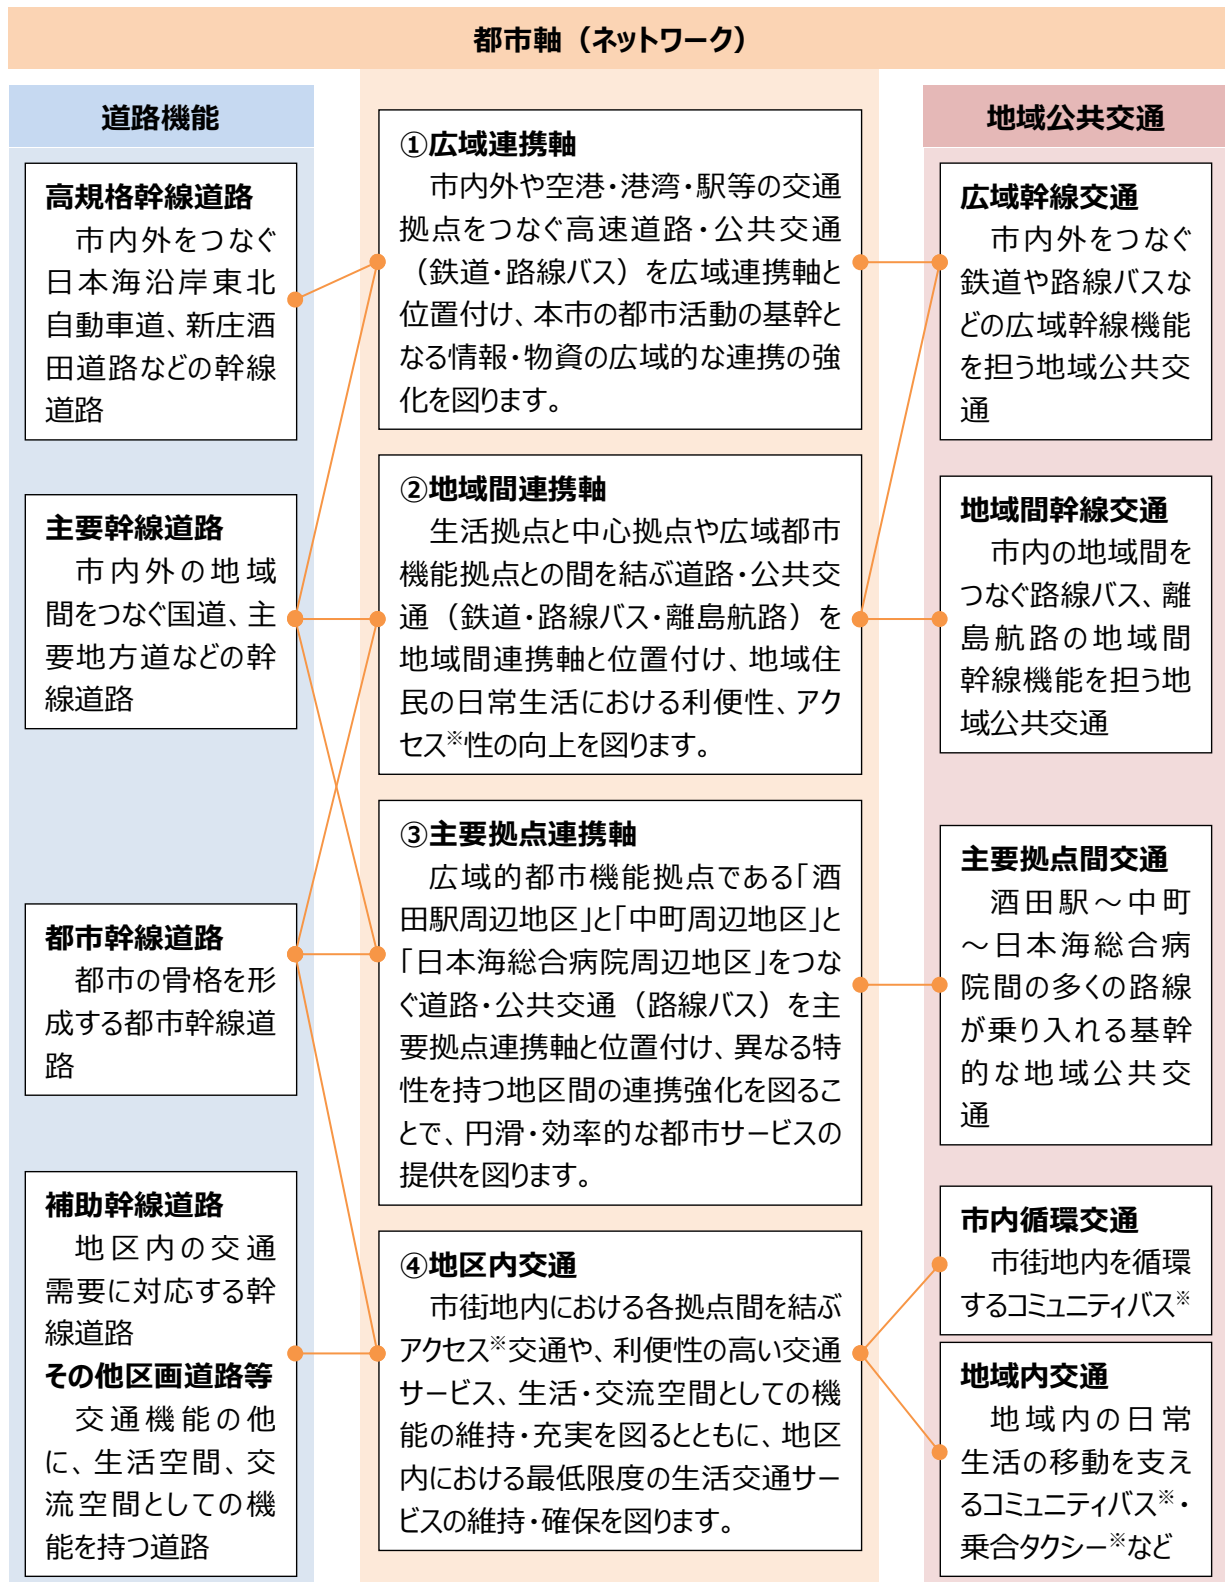 都市軸（ネットワーク）
道路機能
高規格幹線道路
市内外をつなぐ
日本海沿岸東北
自動車道、新庄酒
田道路などの幹線
道路
主要幹線道路
市内外の地域
間をつなぐ国道、主
要地方道などの幹
線道路
都市幹線道路
都市の骨格を形
成する都市幹線道
路
補助幹線道路
地区内の交通
需要に対応する幹
線道路
その他区画道路等
交通機能の他
に、生活空間、交
流空間としての機
能を持つ道路
①広域連携軸
市内外や空港・港湾・駅等の交通
拠点をつなぐ高速道路・公共交通
（鉄道・路線バス）を広域連携軸と
位置付け、本市の都市活動の基幹と
なる情報・物資の広域的な連携の強
化を図ります。
②地域間連携軸
生活拠点と中心拠点や広域都市
機能拠点との間を結ぶ道路・公共交
通（鉄道・路線バス・離島航路）を
地域間連携軸と位置付け、地域住
民の日常生活における利便性、アク
セス※性の向上を図ります。
③主要拠点連携軸
広域的都市機能拠点である「酒
田駅周辺地区」と「中町周辺地区」と
「日本海総合病院周辺地区」をつな
ぐ道路・公共交通（路線バス）を主
要拠点連携軸と位置付け、異なる特
性を持つ地区間の連携強化を図るこ
とで、円滑・効率的な都市サービスの
提供を図ります。
④地区内交通
市街地内における各拠点間を結ぶ
アクセス※交通や、利便性の高い交通
サービス、生活・交流空間としての機
能の維持・充実を図るとともに、地区
内における最低限度の生活交通サー
ビスの維持・確保を図ります。
地域公共交通
広域幹線交通
市内外をつなぐ
鉄道や路線バスな
どの広域幹線機能
を担う地域公共交
通
地域間幹線交通
市内の地域間を
つなぐ路線バス、離
島航路の地域間
幹線機能を担う地
域公共交通
主要拠点間交通
酒田駅～中町
～日本海総合病
院間の多くの路線
が乗り入れる基幹
的な地域公共交
通
市内循環交通
市街地内を循環
するコミュニティバス※
地域内交通
地域内の日常
生活の移動を支え
るコミュニティバス※・
乗合タクシー※など